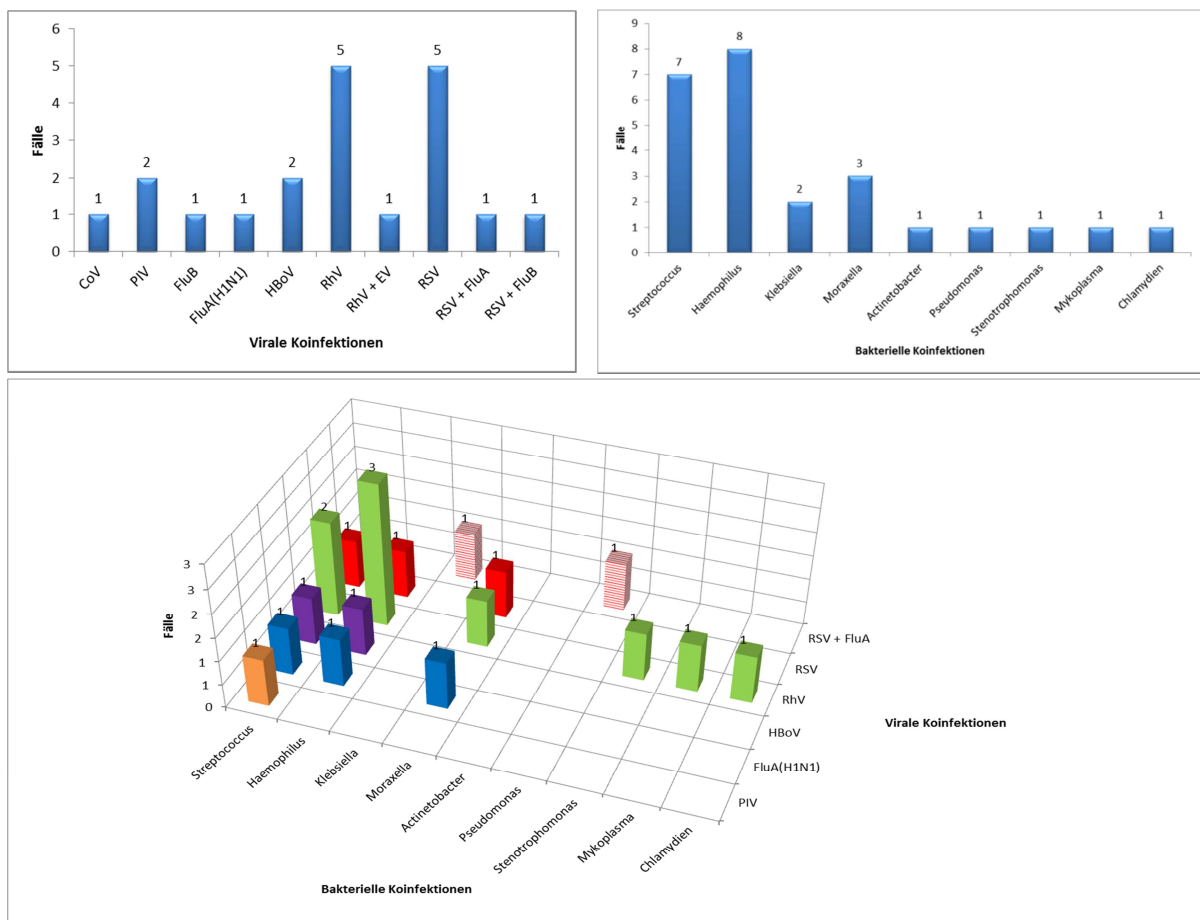 6
5
4
3
2
1
0
Fälle
1
2
1
1
2
5
1
5
1
1
CoV
PIV
FluB
FluA(H1N1)
HBoV
RhV
RhV + EV
RSV
RSV + FluA
RSV + FluB
Virale Koinfektionen
9
8
7
6
5
4
3
2
1
0
Fälle
7
8
2
3
1
1
1
1
1
Streptococcus
Haemophilus
Klebsiella
Moraxella
Actinetobacter
Pseudomonas
Stenotrophomonas
Mykoplasma
Chlamydien
Bakterielle Koinfektionen
3
3
2
2
1
1
0
Fälle
1
1
1
1
1
1
2
3
1
1
1
1
1
1
1
1
1
Streptococcus
Haemophilus
Klebsiella
Moraxella
Actinetobacter
Pseudomonas
Stenotrophomonas
Mykoplasma
Chlamydien
Bakterielle Koinfektionen
RSV + FluA
RSV
RhV
HBoV
FluA(H1N1)
PIV
Virale Koinfektionen